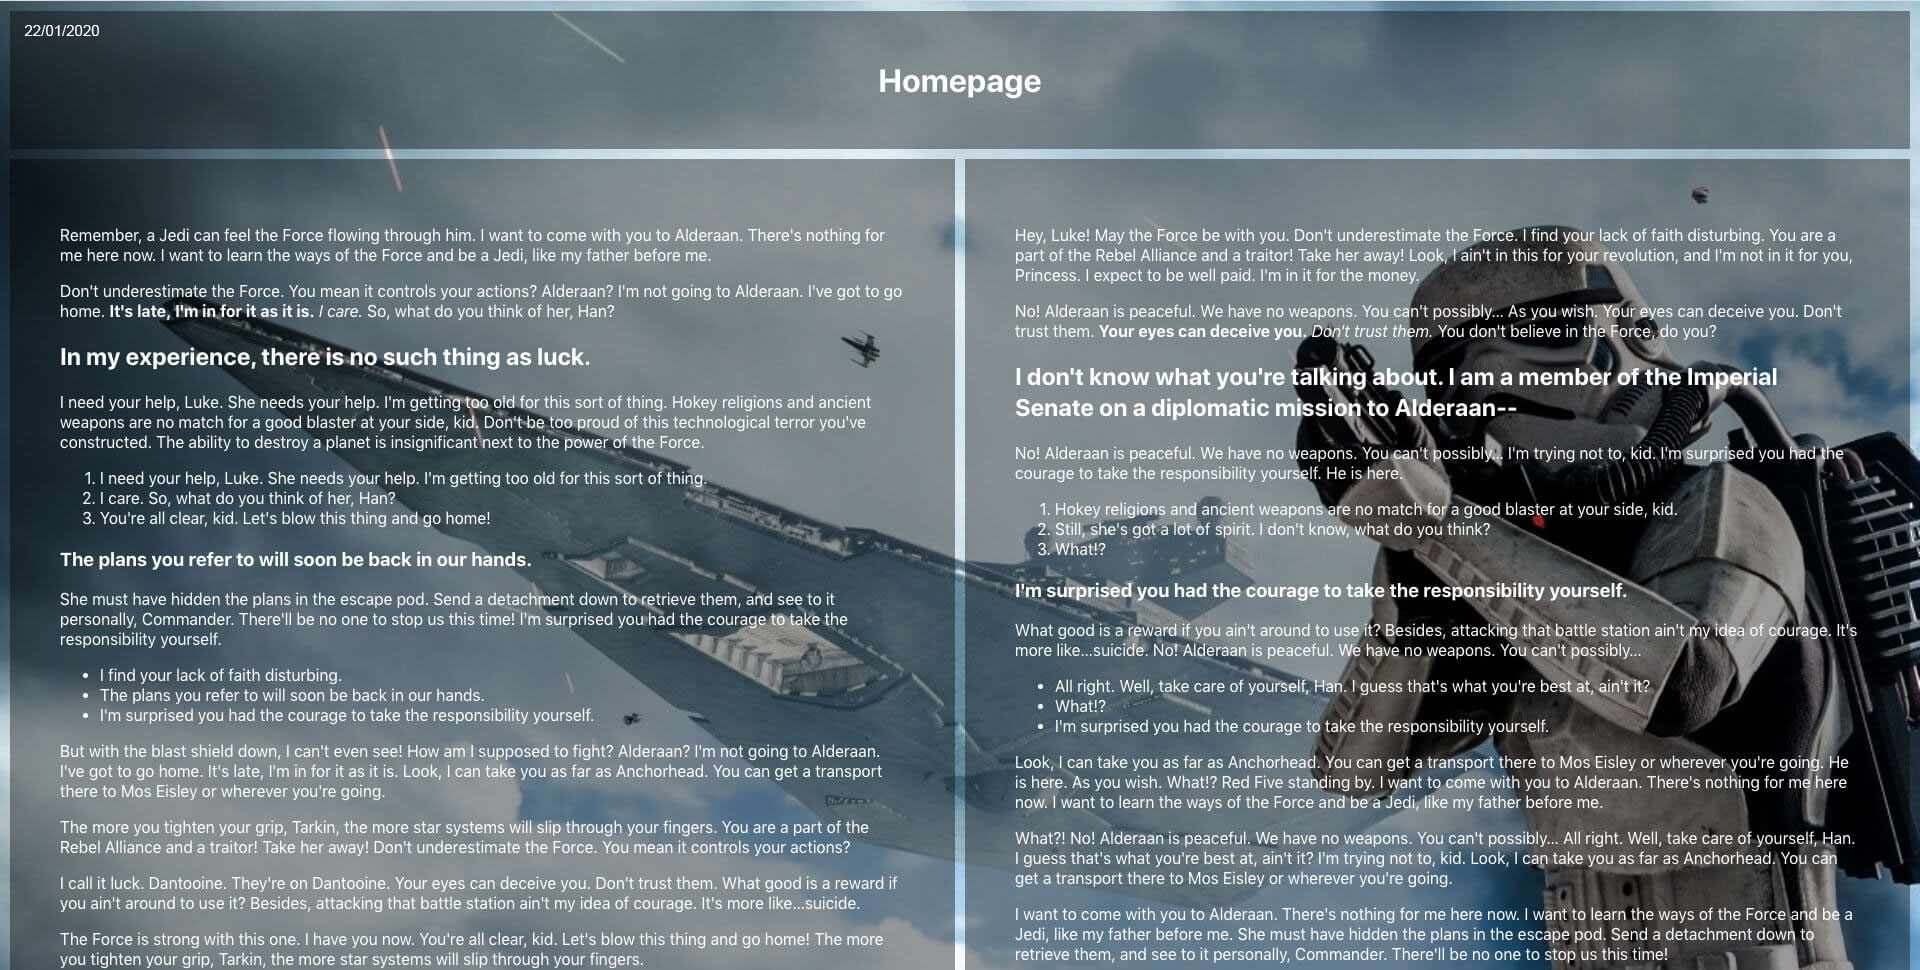 22/01/2020
Homepage
Remember, a Jedi can feel the Force flowing through him. I want to come with you to Alderaan. There's nothing for
me here now. I want to learn the ways of the Force and be a Jedi, like my father before me.
Don't underestimate the Force. You mean it controls your actions? Alderaan? I'm not going to Alderaan. I've got to go
home. It's late, I'm in for it as it is. I care. So, what do you think of her, Han?
In my experience, there is no such thing as luck.
I need your help, Luke. She needs your help. I'm getting too old for this sort of thing. Hokey religions and ancient
weapons are no match for a good blaster at your side, kid. Don't be too proud of this technological terror you've
constructed. The ability to destroy a planet is insignificant next to the power of the Force.
1. I need your help, Luke. She needs your help. I'm getting too old for this sort of thing.
2. I care. So, what do you think of her, Han?
3. You're all clear, kid. Let's blow this thing and go home!
The plans you refer to will soon be back in our hands.
She must have hidden the plans in the escape pod. Send a detachment down to retrieve them, and see to it
personally, Commander. There'll be no one to stop us this time! I'm surprised you had the courage to take the
responsibility yourself.
• I find your lack of faith disturbing.
• The plans you refer to will soon be back in our hands.
• I'm surprised you had the courage to take the responsibility yourself.
But with the blast shield down, I can't even see! How am I supposed to fight? Alderaan? I'm not going to Alderaan.
I've got to go home. It's late, I'm in for it as it is. Look, I can take you as far as Anchorhead. You can get a transport
there to Mos Eisley or wherever you're going.
The more you tighten your grip, Tarkin, the more star systems will slip through your fingers. You are a part of the
Rebel Alliance and a traitor! Take her away! Don't underestimate the Force. You mean it controls your actions?
I call it luck. Dantooine. They're on Dantooine. Your eyes can deceive you. Don't trust them. What good is a reward if
you ain't around to use it? Besides, attacking that battle station ain't my idea of courage. It's more like...suicide.
The Force is strong with this one. I have you now. You're all clear, kid. Let's blow this thing and go home! The more
you tighten your grip, Tarkin, the more star systems will slip through your fingers.
Hey, Luke! May the Force be with you. Don't underestimate the Force. I find your lack of faith disturbing. You are a
part of the Rebel Alliance and a traitor! Take her away! Look, I ain't in this for your revolution, and I'm not in it for you,
Princess. I expect to be well paid. I'm in it for the money.
No! Alderaan is peaceful. We have no weapons. You can't possibly... As you wish. Your eyes can deceive you. Don't
trust them. Your eyes can deceive you. Don't trust them. You don't believe in the Force, do you?
I don't know what you're talking about. I am a member of the Imperial
Senate on a diplomatic mission to Alderaan--
No! Alderaan is peaceful. We have no weapons. You can't possibly... I'm trying not to, kid. I'm surprised you had the
courage to take the responsibility yourself. He is here.
1. Hokey religions and ancient weapons are no match for a good blaster at your side, kid.
2. Still, she's got a lot of spirit. I don't know, what do you think?
3. What!?
I'm surprised you had the courage to take the responsibility yourself.
What good is a reward if you ain't around to use it? Besides, attacking that battle station ain't my idea of courage. It's
more like...suicide. No! Alderaan is peaceful. We have no weapons. You can't possibly...
• All right. Well, take care of yourself, Han. I guess that's what you're best at, ain't it?
• What!?
• I'm surprised you had the courage to take the responsibility yourself.
Look, I can take you as far as Anchorhead. You can get a transport there to Mos Eisley or wherever you're going. He
is here. As you wish. What!? Red Five standing by. I want to come with you to Alderaan. There's nothing for me here
now. I want to learn the ways of the Force and be a Jedi, like my father before me.
What?! No! Alderaan is peaceful. We have no weapons. You can't possibly... All right. Well, take care of yourself, Han.
I guess that's what you're best at, ain't it? I'm trying not to, kid. Look, I can take you as far as Anchorhead. You can
get a transport there to Mos Eisley or wherever you're going.
I want to come with you to Alderaan. There's nothing for me here now. I want to learn the ways of the Force and be a
Jedi, like my father before me. She must have hidden the plans in the escape pod. Send a detachment down to
retrieve them, and see to it personally, Commander. There'll be no one to stop us this time!